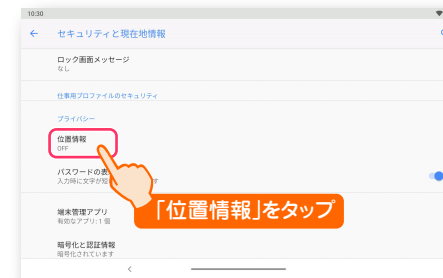 10:30
セキュリティと現在地情報
ロック画面メッセージ
なし
仕事用プロファイルのセキュリティ
プライバシー
位置情報
OFF
パスワードの表
入力時に文字が短
す
「位置情報」をタップ
端末管理アプリ
有効なアプリ:1 個
暗号化と認証情報
暗号化されています